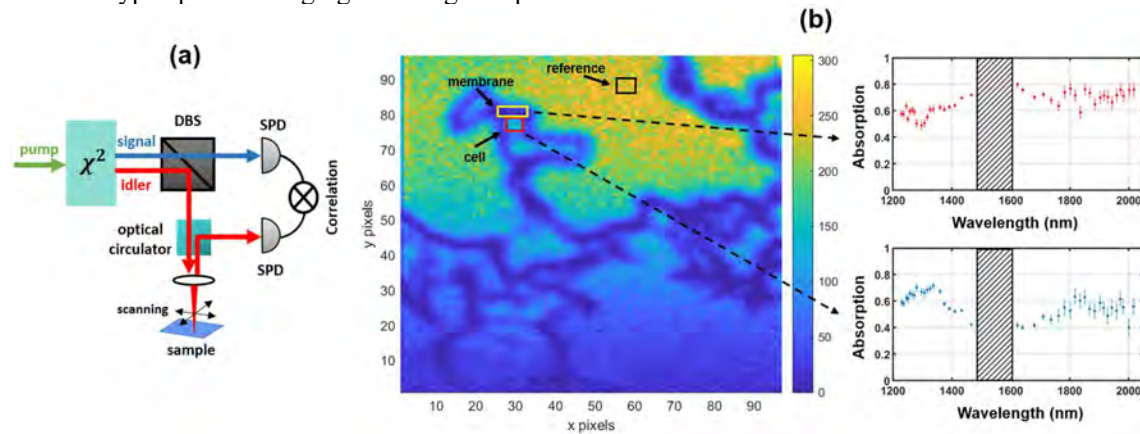 (a)
DBS
SPD
signal
pump
χ²
idler
Correlation
optical
circulator
SPD
scanning
sample
(b)
reference
membrane
cell
y pixels
90
80
70
60
50
40
30
20
10
10 20 30 40 50 60 70 80 90
x pixels
300
250
200
150
100
50
0
Absorption
1
0.8
0.6
0.4
0.2
0
1200 1400 1600 1800 2000
Wavelength (nm)
Absorption
1
0.8
0.6
0.4
0.2
0
1200 1400 1600 1800 2000
Wavelength (nm)